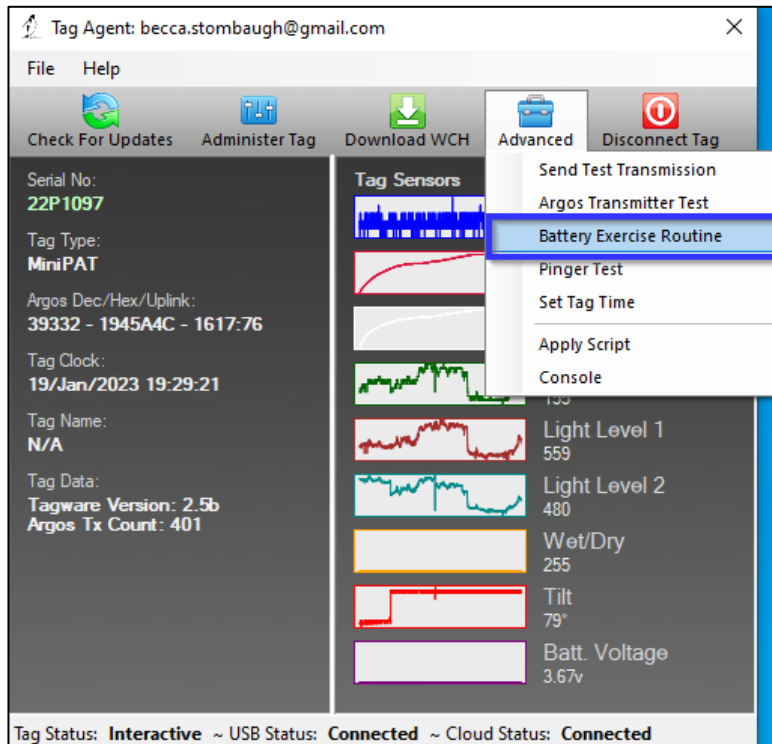 Tag Agent: becca.stombaugh@gmail.com
File Help
Check For Updates Administer Tag Download WCH Advanced Disconnect Tag
Send Test Transmission
Argos Transmitter Test
Battery Exercise Routine
Pinger Test
Set Tag Time
Apply Script
Console
Serial No:
22P1097
Tag Type:
MiniPAT
Argos Dec/Hex/Uplink:
39332 - 1945A4C - 1617:76
Tag Clock:
19/Jan/2023 19:29:21
Tag Name:
N/A
Tag Data:
Tagware Version: 2.5b
Argos Tx Count: 401
Tag Sensors
Light Level 1
559
Light Level 2
480
Wet/Dry
255
Tilt
79°
Batt. Voltage
3.67v
Tag Status: Interactive ~ USB Status: Connected ~ Cloud Status: Connected